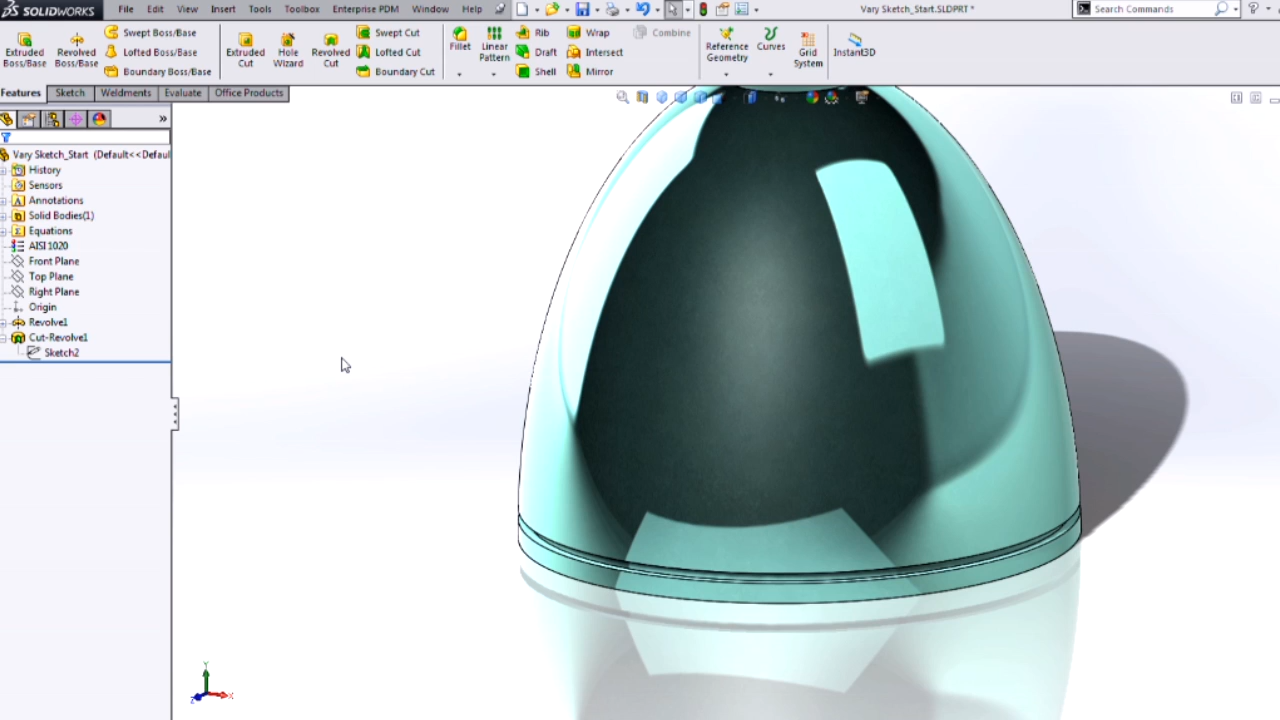 SOLIDWORKS File Edit View Insert Tools Toolbox Enterprise PDM Window Help Vary Sketch_Start.SLDPRT * Search Commands
Extruded Boss/Base
Revolved Boss/Base
Swept Boss/Base
Lofted Boss/Base
Boundary Boss/Base
Extruded Cut
Hole Wizard
Revolved Cut
Swept Cut
Lofted Cut
Boundary Cut
Fillet
Linear Pattern
Rib
Draft
Shell
Wrap
Intersect
Mirror
Combine
Reference Geometry
Curves
Grid System
Instant3D
Features Sketch Weldments Evaluate Office Products
Vary Sketch_Start (Default<<Defaul
History
Sensors
Annotations
Solid Bodies(1)
Equations
AISI 1020
Front Plane
Top Plane
Right Plane
Origin
Revolve1
Cut-Revolve1
Sketch2
Y
X
Z